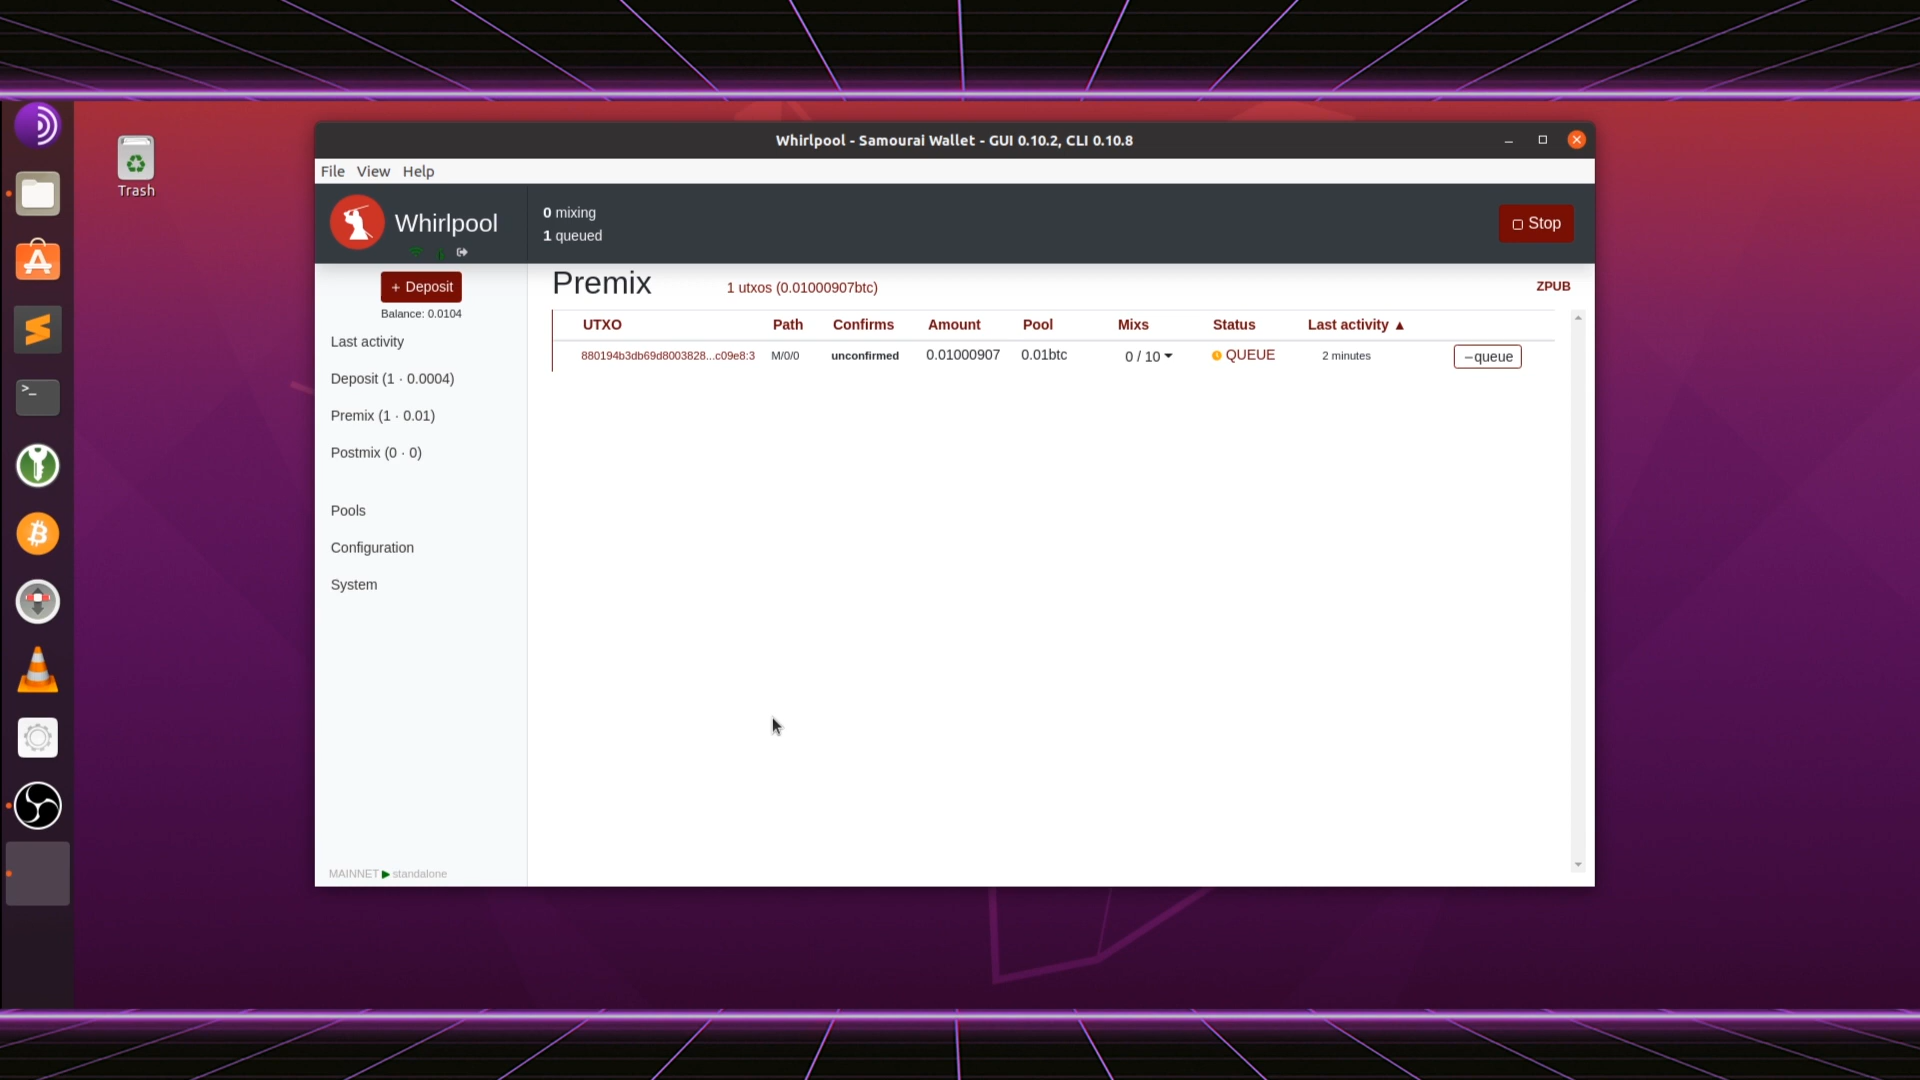 Trash
Whirlpool - Samourai Wallet - GUI 0.10.2, CLI 0.10.8
File View Help
Whirlpool
0 mixing
1 queued
Stop
+ Deposit
Balance: 0.0104
Last activity
Deposit (1 · 0.0004)
Premix (1 · 0.01)
Postmix (0 · 0)
Pools
Configuration
System
MAINNET ▶ standalone
Premix 1 utxos (0.01000907btc) ZPUB
UTXO Path Confirms Amount Pool Mixs Status Last activity ▲
880194b3db69d8003828...c09e8:3 M/0/0 unconfirmed 0.01000907 0.01btc 0 / 10 QUEUE 2 minutes –queue